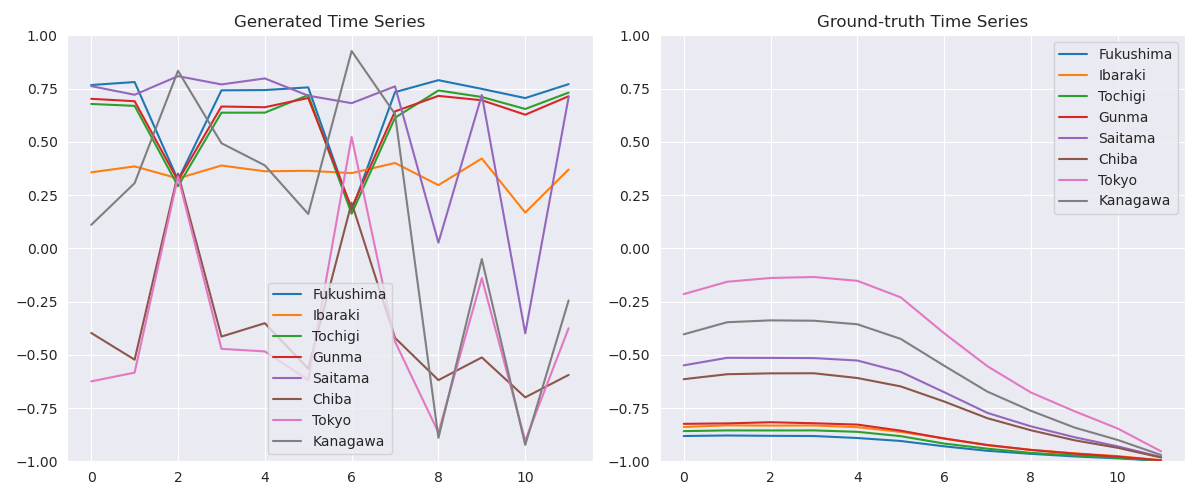 Generated Time Series
1.00
0.75
0.50
0.25
0.00
−0.25
−0.50
−0.75
−1.00
0 2 4 6 8 10
Fukushima
Ibaraki
Tochigi
Gunma
Saitama
Chiba
Tokyo
Kanagawa
Ground-truth Time Series
1.00
0.75
0.50
0.25
0.00
−0.25
−0.50
−0.75
−1.00
0 2 4 6 8 10
Fukushima
Ibaraki
Tochigi
Gunma
Saitama
Chiba
Tokyo
Kanagawa